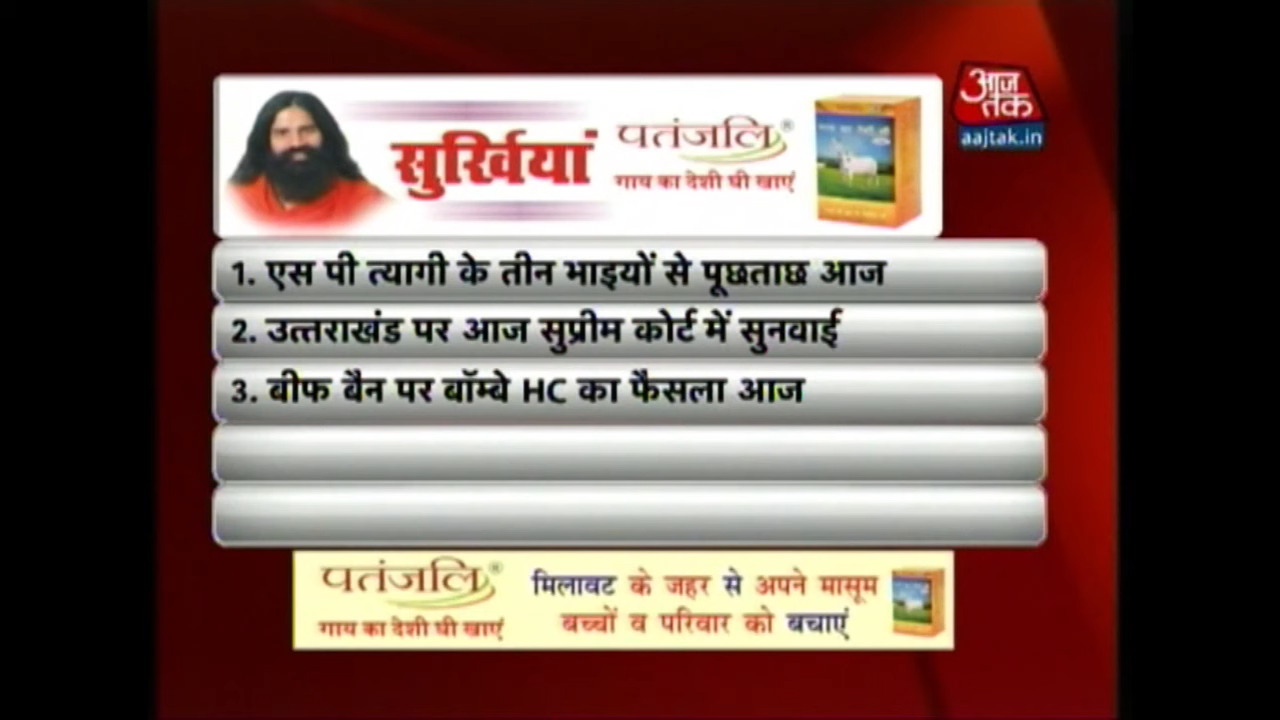 आज
तक
aajtak.in
सुर्खियां
पतंजलि®
गाय का देशी घी खाएं
1. एस पी त्यागी के तीन भाइयों से पूछताछ आज
2. उत्तराखंड पर आज सुप्रीम कोर्ट में सुनवाई
3. बीफ बैन पर बॉम्बे HC का फैसला आज
पतंजलि®
गाय का देशी घी खाएं
मिलावट के जहर से अपने मासूम
बच्चों व परिवार को बचाएं